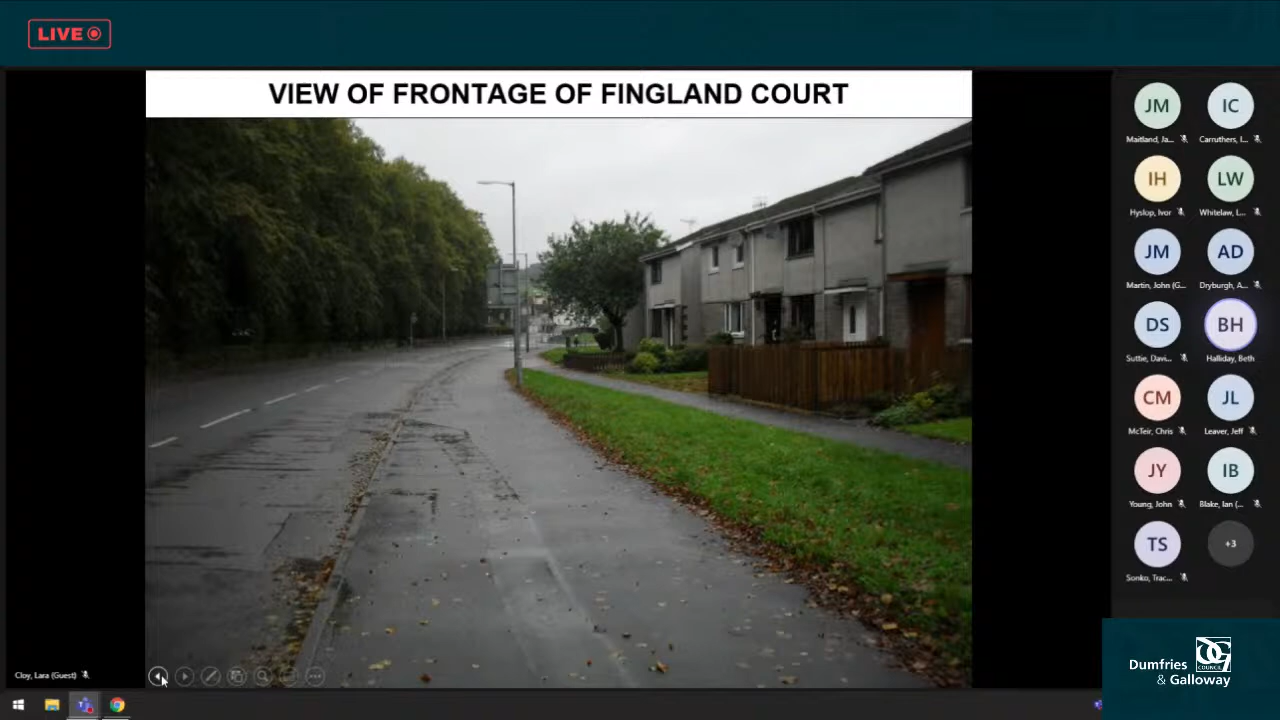 LIVE
VIEW OF FRONTAGE OF FINGLAND COURT
JM
IC
Maitland, Ja...
Carruthers, I...
IH
LW
Hyslop, Ivor
Whitelaw, L...
JM
AD
Martin, John (G...
Dryburgh, A...
DS
BH
Suttie, Davi...
Halliday, Beth
CM
JL
McTeir, Chris
Leaver, Jeff
JY
IB
Young, John
Blake, Ian (...
TS
+3
Sonko, Trac...
Cloy, Lara (Guest)
Dumfries
& Galloway
COUNCIL